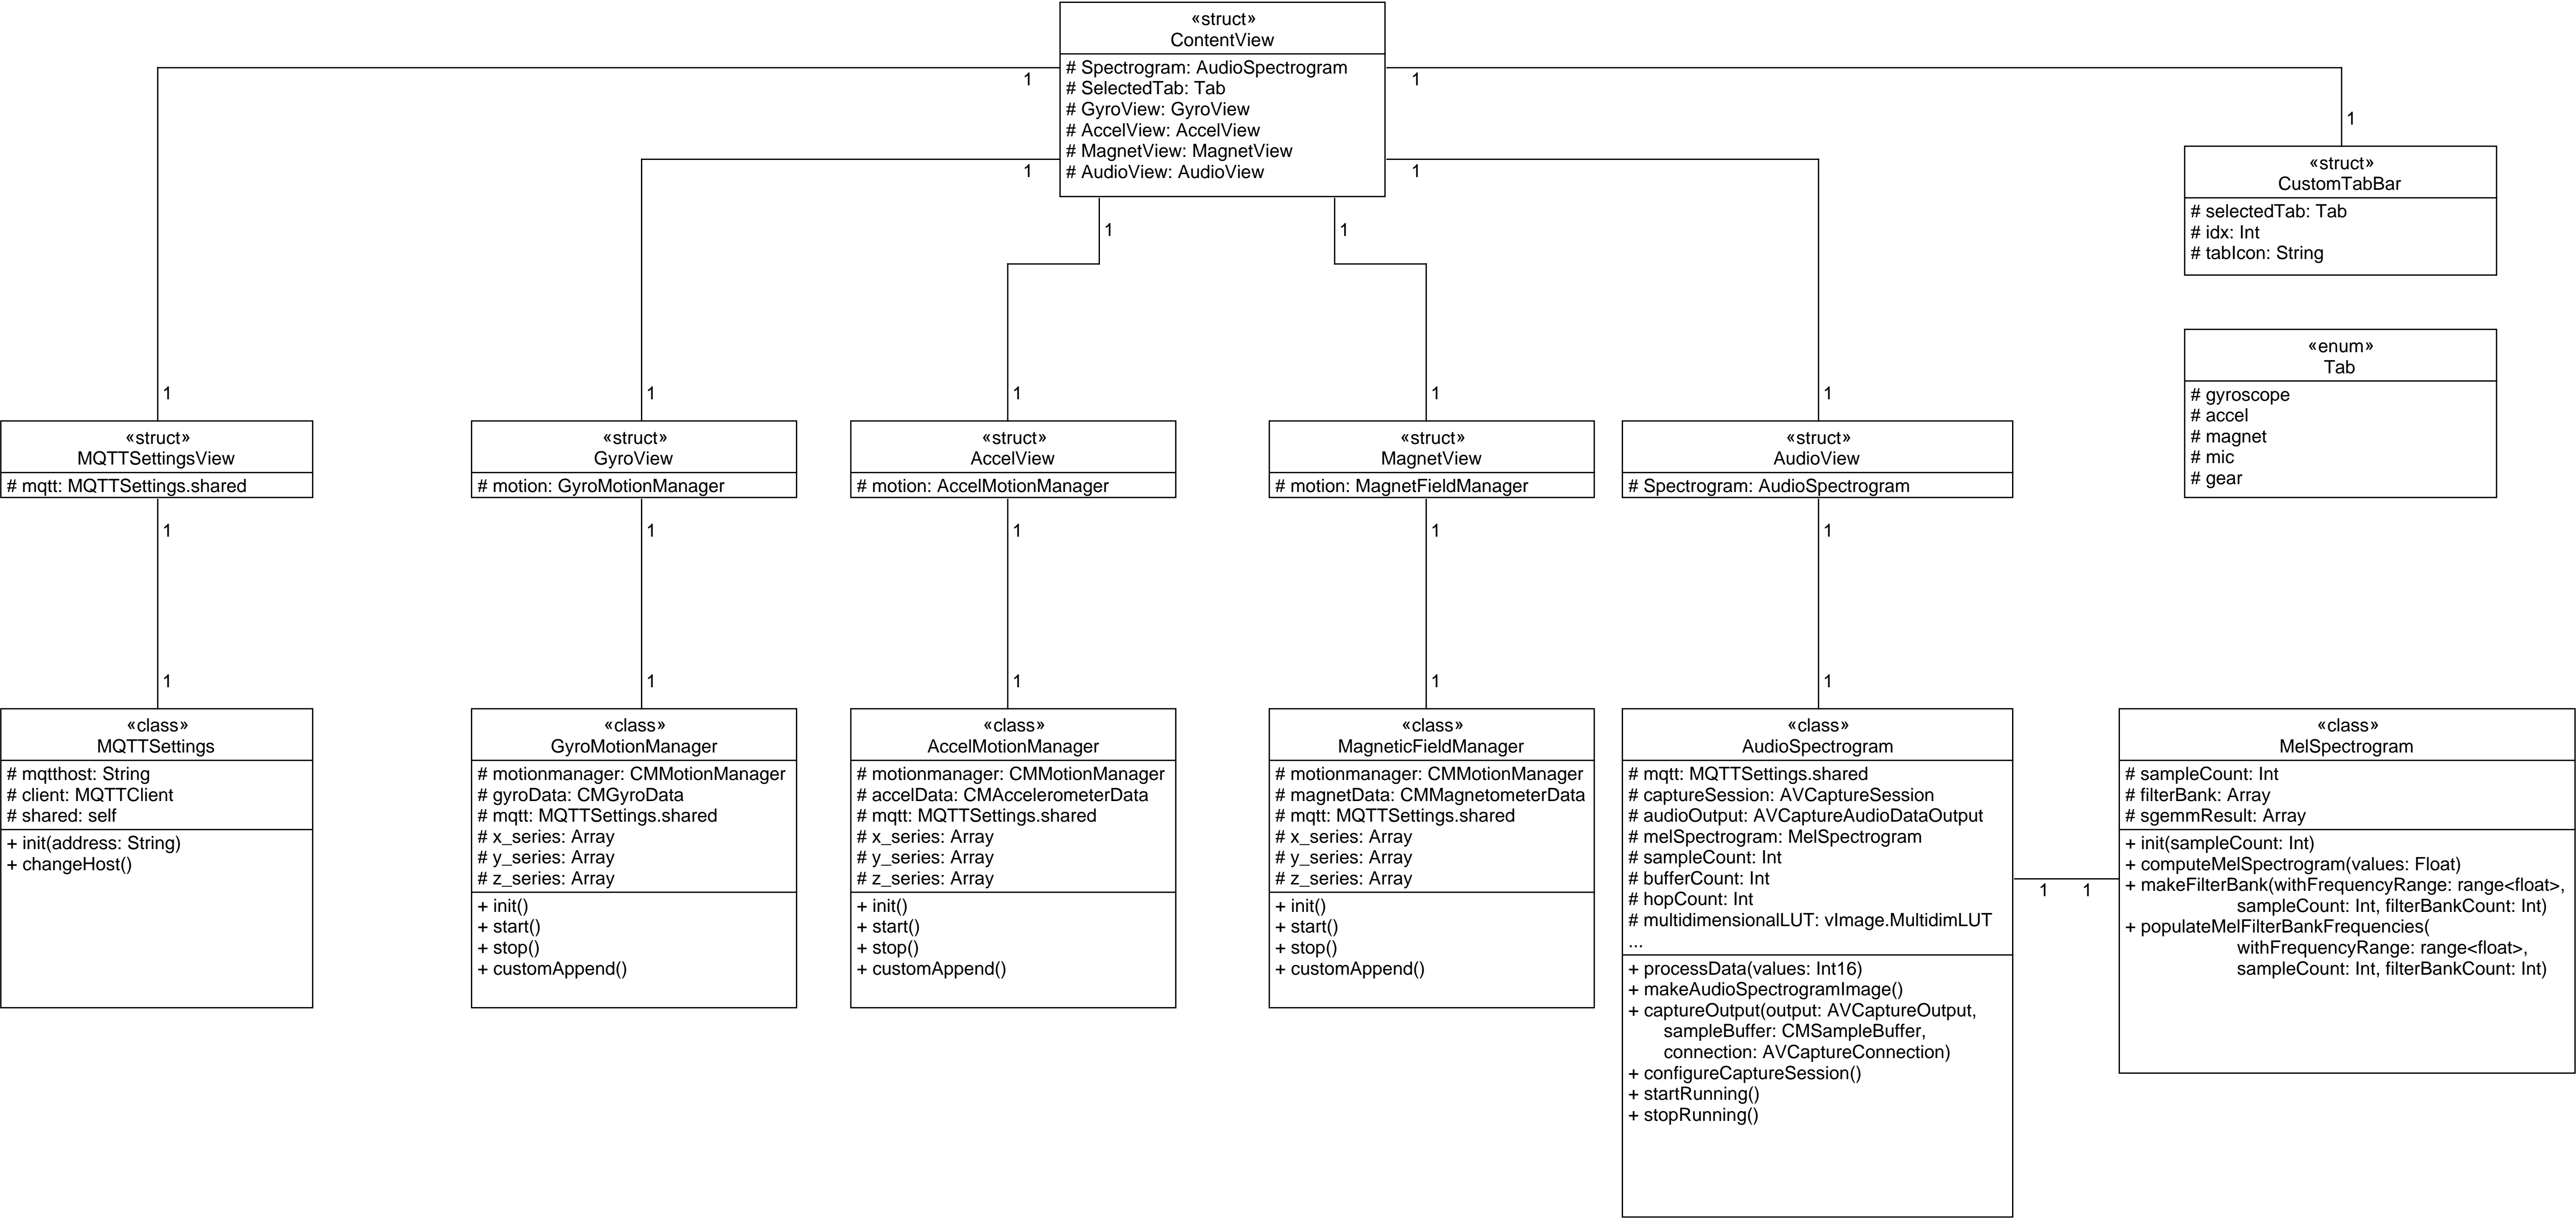 «struct»
ContentView
# Spectrogram: AudioSpectrogram
# SelectedTab: Tab
# GyroView: GyroView
# AccelView: AccelView
# MagnetView: MagnetView
# AudioView: AudioView
1
1
1
1
1
1
1
«struct»
CustomTabBar
# selectedTab: Tab
# idx: Int
# tabIcon: String
«enum»
Tab
# gyroscope
# accel
# magnet
# mic
# gear
1
1
1
1
1
«struct»
MQTTSettingsView
# mqtt: MQTTSettings.shared
«struct»
GyroView
# motion: GyroMotionManager
«struct»
AccelView
# motion: AccelMotionManager
«struct»
MagnetView
# motion: MagnetFieldManager
«struct»
AudioView
# Spectrogram: AudioSpectrogram
1
1
1
1
1
1
1
1
1
1
«class»
MQTTSettings
# mqtthost: String
# client: MQTTClient
# shared: self
+ init(address: String)
+ changeHost()
«class»
GyroMotionManager
# motionmanager: CMMotionManager
# gyroData: CMGyroData
# mqtt: MQTTSettings.shared
# x_series: Array
# y_series: Array
# z_series: Array
+ init()
+ start()
+ stop()
+ customAppend()
«class»
AccelMotionManager
# motionmanager: CMMotionManager
# accelData: CMAccelerometerData
# mqtt: MQTTSettings.shared
# x_series: Array
# y_series: Array
# z_series: Array
+ init()
+ start()
+ stop()
+ customAppend()
«class»
MagneticFieldManager
# motionmanager: CMMotionManager
# magnetData: CMMagnetometerData
# mqtt: MQTTSettings.shared
# x_series: Array
# y_series: Array
# z_series: Array
+ init()
+ start()
+ stop()
+ customAppend()
«class»
AudioSpectrogram
# mqtt: MQTTSettings.shared
# captureSession: AVCaptureSession
# audioOutput: AVCaptureAudioDataOutput
# melSpectrogram: MelSpectrogram
# sampleCount: Int
# bufferCount: Int
# hopCount: Int
# multidimensionalLUT: vImage.MultidimLUT
...
+ processData(values: Int16)
+ makeAudioSpectrogramImage()
+ captureOutput(output: AVCaptureOutput,
sampleBuffer: CMSampleBuffer,
connection: AVCaptureConnection)
+ configureCaptureSession()
+ startRunning()
+ stopRunning()
1 1
«class»
MelSpectrogram
# sampleCount: Int
# filterBank: Array
# sgemmResult: Array
+ init(sampleCount: Int)
+ computeMelSpectrogram(values: Float)
+ makeFilterBank(withFrequencyRange: range<float>,
sampleCount: Int, filterBankCount: Int)
+ populateMelFilterBankFrequencies(
withFrequencyRange: range<float>,
sampleCount: Int, filterBankCount: Int)